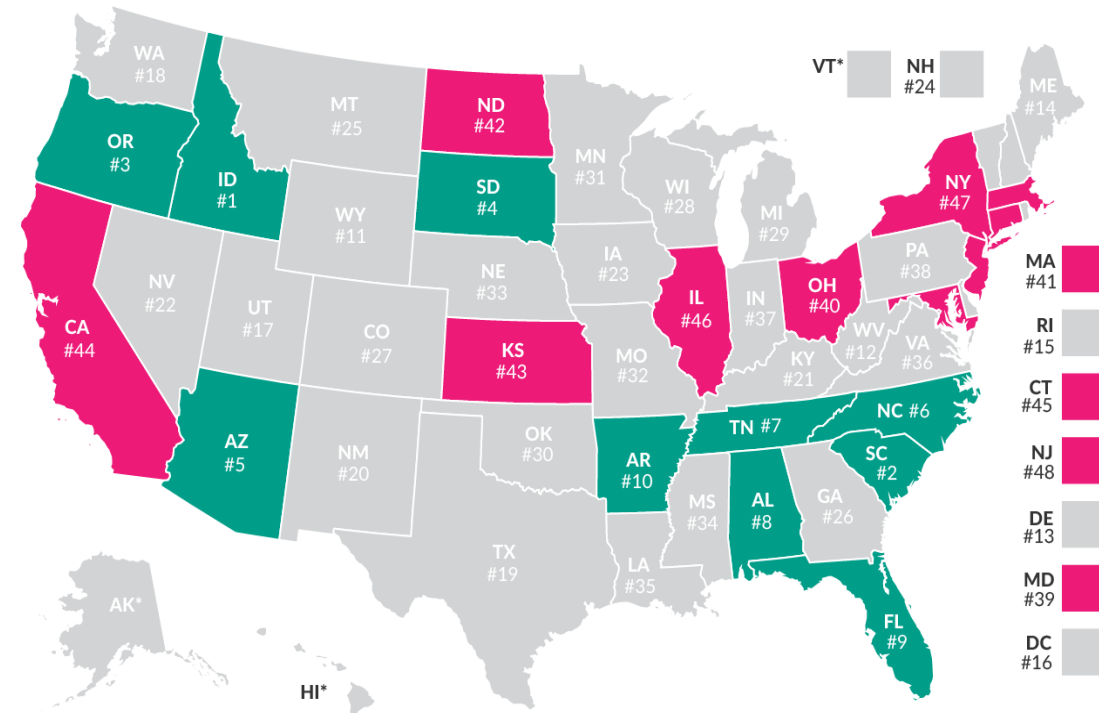 WA
#18
MT
#25
ND
#42
VT*
NH
#24
ME
#14
OR
#3
ID
#1
SD
#4
MN
#31
WI
#28
MI
#29
NY
#47
WY
#11
NV
#22
UT
#17
CO
#27
NE
#33
IA
#23
IL
#46
IN
#37
OH
#40
PA
#38
MA
#41
RI
#15
CA
#44
KS
#43
MO
#32
KY
#21
WV
#12
VA
#36
CT
#45
AZ
#5
NM
#20
OK
#30
AR
#10
TN #7
NC #6
SC
#2
NJ
#48
MS
#34
AL
#8
GA
#26
DE
#13
TX
#19
LA
#35
FL
#9
MD
#39
AK*
HI*
DC
#16